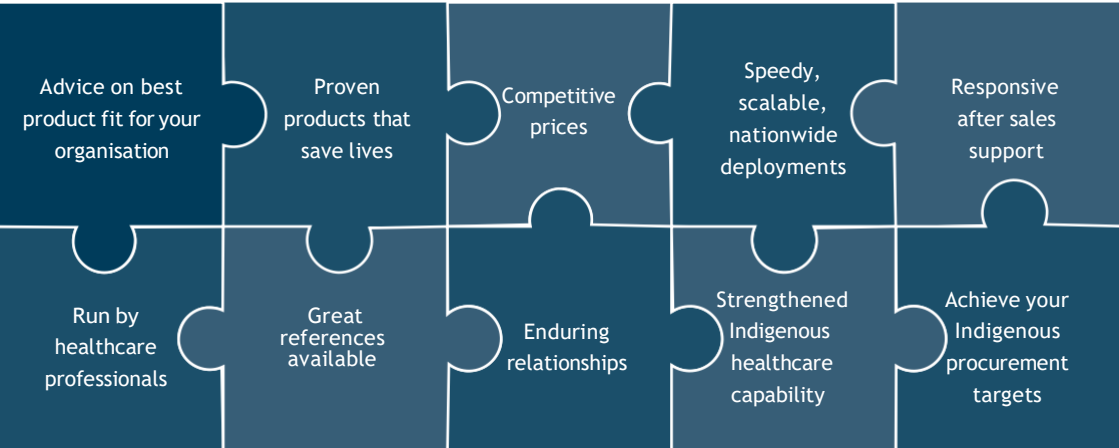 Advice on best
product fit for your
organisation
Proven
products that
save lives
Competitive
prices
Speedy,
scalable,
nationwide
deployments
Responsive
after sales
support
Run by
healthcare
professionals
Great
references
available
Enduring
relationships
Strengthened
Indigenous
healthcare
capability
Achieve your
Indigenous
procurement
targets